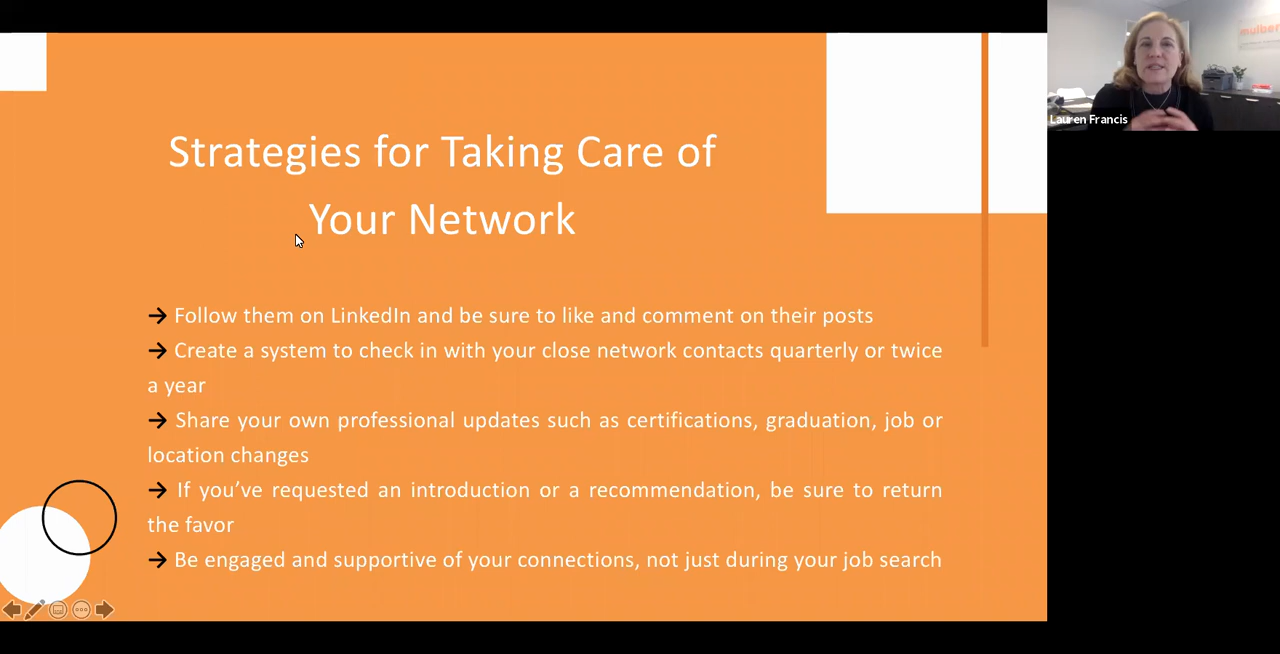 Strategies for Taking Care of
Your Network
→ Follow them on LinkedIn and be sure to like and comment on their posts
→ Create a system to check in with your close network contacts quarterly or twice
a year
→ Share your own professional updates such as certifications, graduation, job or
location changes
→ If you’ve requested an introduction or a recommendation, be sure to return
the favor
→ Be engaged and supportive of your connections, not just during your job search
Lauren Francis